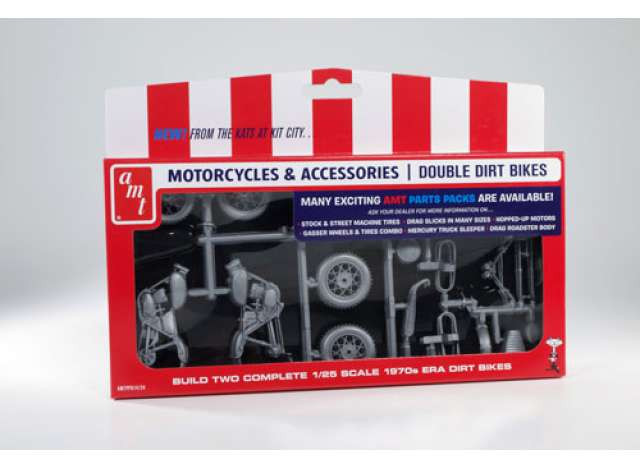 NEW! FROM THE KATS AT KIT CITY...
amt
MOTORCYCLES & ACCESSORIES | DOUBLE DIRT BIKES
MANY EXCITING AMT PARTS PACKS ARE AVAILABLE!
ASK YOUR DEALER FOR MORE INFORMATION ON...
· STOCK & STREET MACHINE TIRES · DRAG SLICKS IN MANY SIZES · HOPPED-UP MOTORS
· GASSER WHEELS & TIRES COMBO · MERCURY TRUCK SLEEPER · DRAG ROADSTER BODY
BUILD TWO COMPLETE 1/25 SCALE 1970s ERA DIRT BIKES